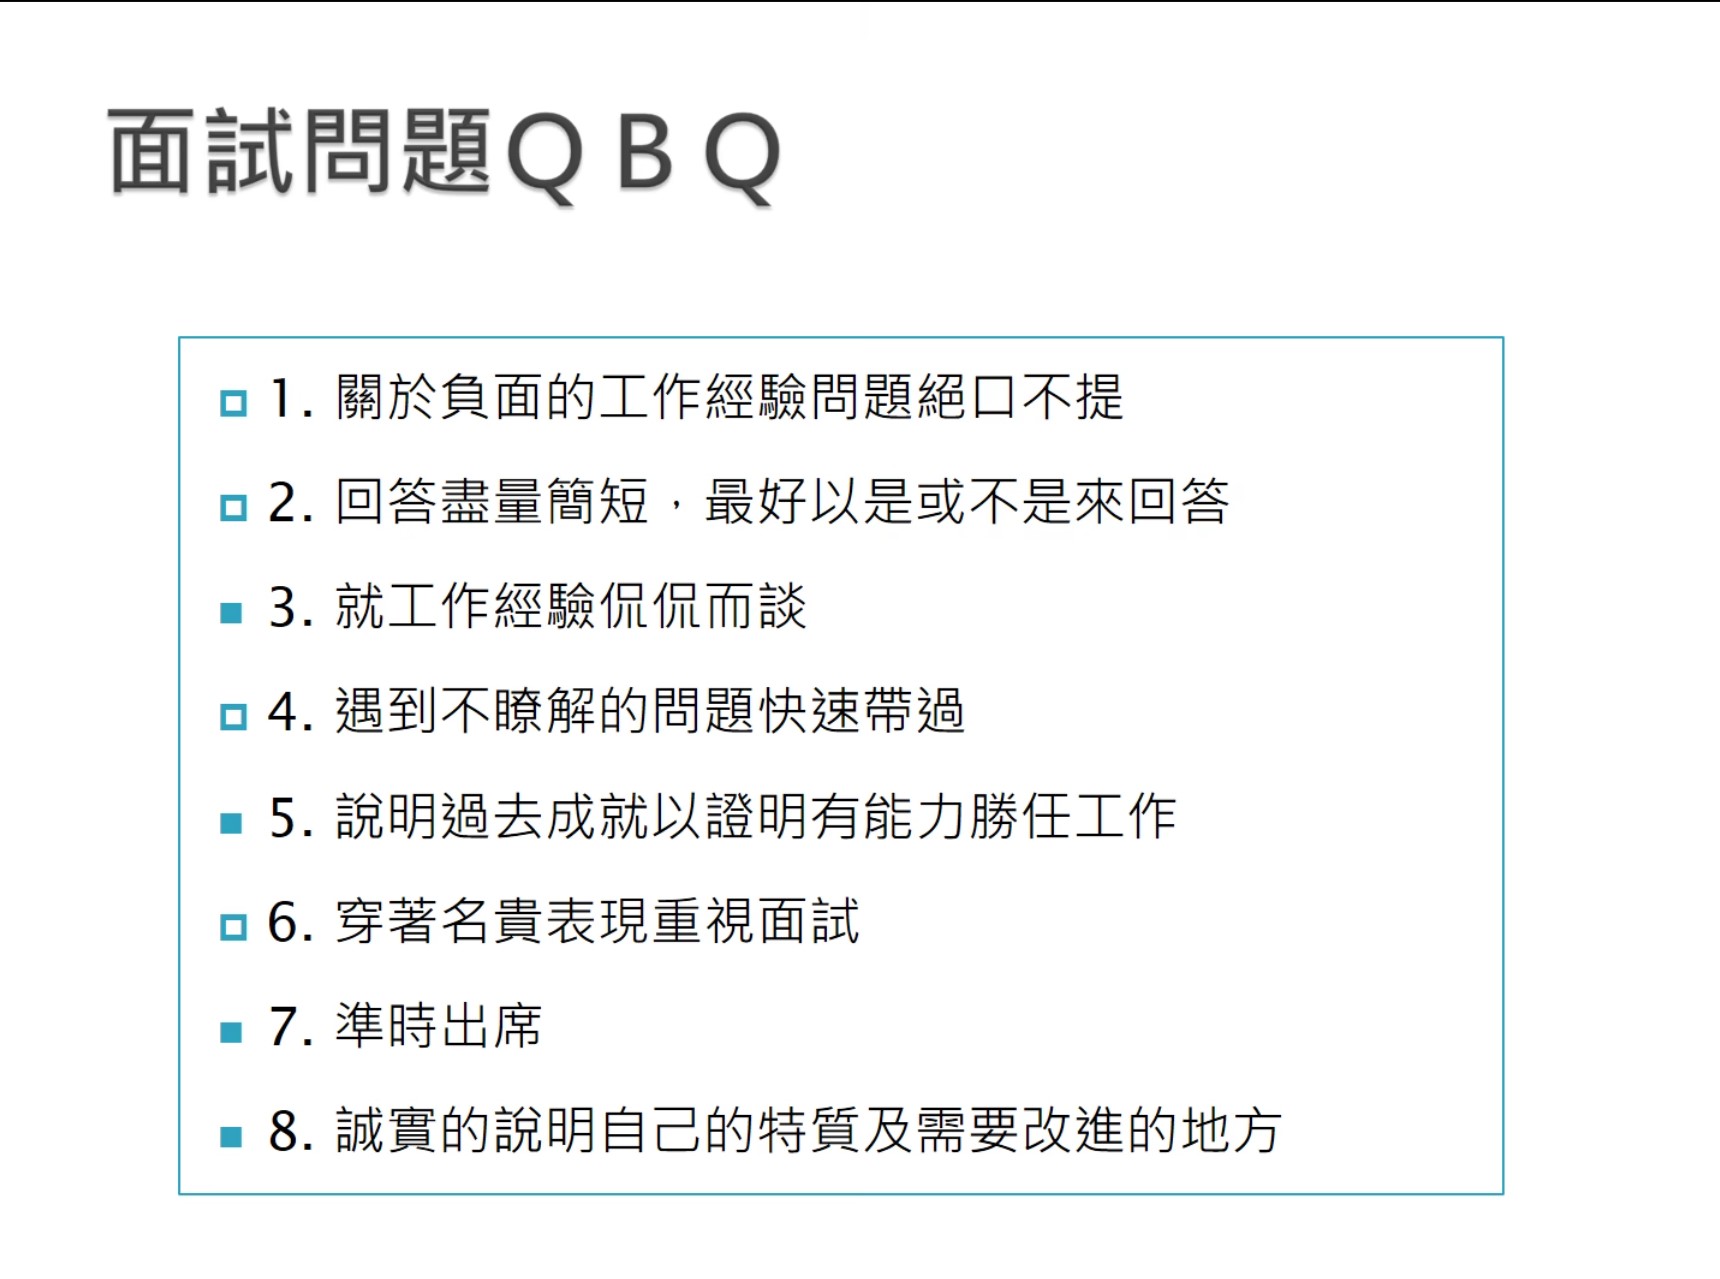 面試問題ＱＢＱ
1. 關於負面的工作經驗問題絕口不提
2. 回答盡量簡短，最好以是或不是來回答
3. 就工作經驗侃侃而談
4. 遇到不瞭解的問題快速帶過
5. 說明過去成就以證明有能力勝任工作
6. 穿著名貴表現重視面試
7. 準時出席
8. 誠實的說明自己的特質及需要改進的地方